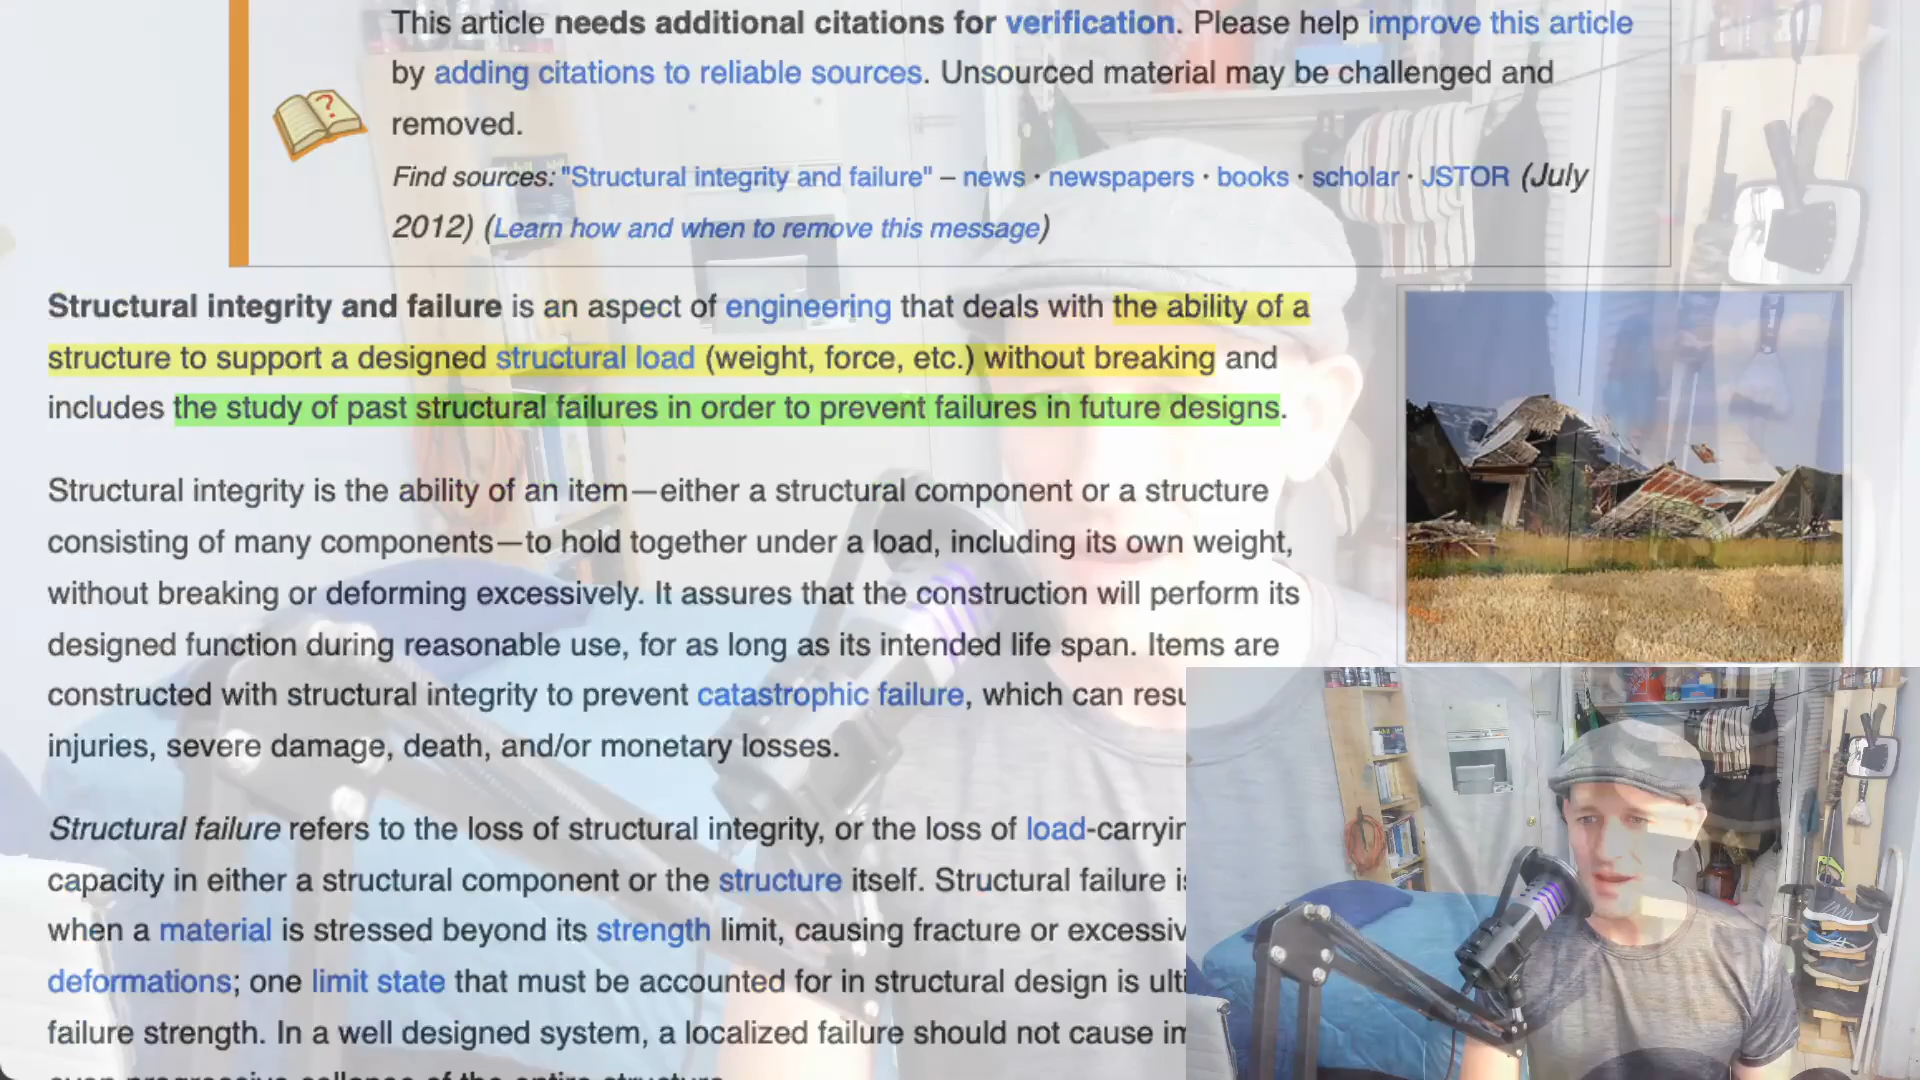 This article needs additional citations for verification. Please help improve this article
by adding citations to reliable sources. Unsourced material may be challenged and
removed.
Find sources: "Structural integrity and failure" – news · newspapers · books · scholar · JSTOR (July
2012) (Learn how and when to remove this message)
Structural integrity and failure is an aspect of engineering that deals with the ability of a
structure to support a designed structural load (weight, force, etc.) without breaking and
includes the study of past structural failures in order to prevent failures in future designs.
Structural integrity is the ability of an item—either a structural component or a structure
consisting of many components—to hold together under a load, including its own weight,
without breaking or deforming excessively. It assures that the construction will perform its
designed function during reasonable use, for as long as its intended life span. Items are
constructed with structural integrity to prevent catastrophic failure, which can resu
injuries, severe damage, death, and/or monetary losses.
Structural failure refers to the loss of structural integrity, or the loss of load-carryin
capacity in either a structural component or the structure itself. Structural failure is
when a material is stressed beyond its strength limit, causing fracture or excessiv
deformations; one limit state that must be accounted for in structural design is ulti
failure strength. In a well designed system, a localized failure should not cause im
even progressive collapse of the entire structure.